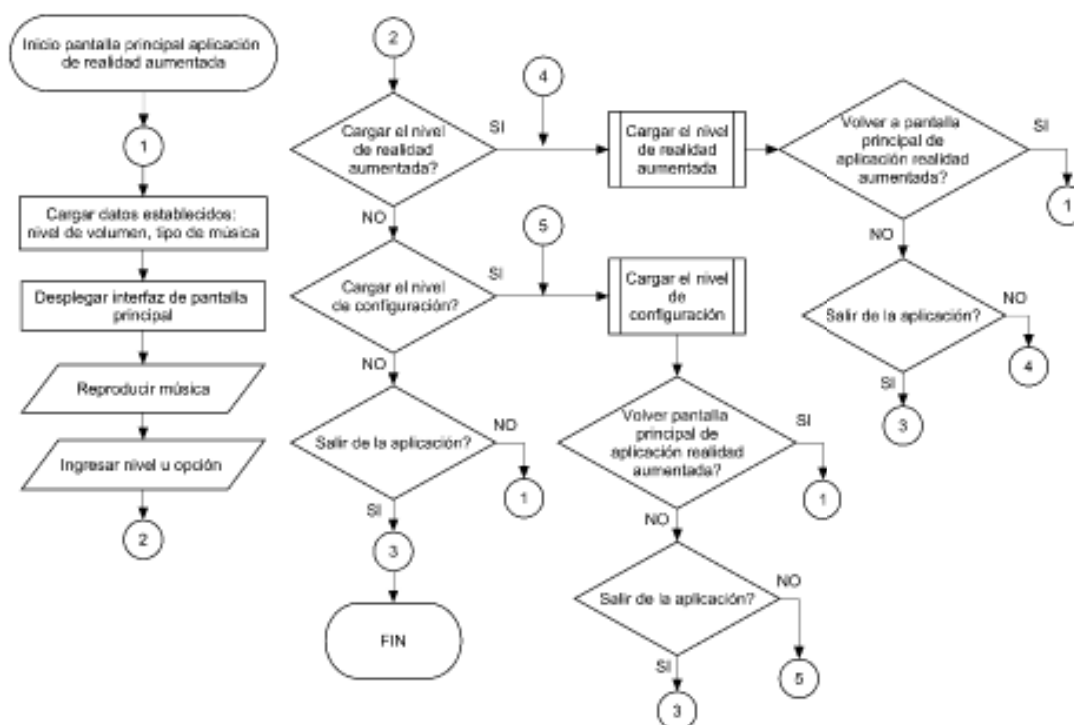 Inicio pantalla principal aplicación
de realidad aumentada
1
Cargar datos establecidos:
nivel de volumen, tipo de música
Desplegar interfaz de pantalla
principal
Reproducir música
Ingresar nivel u opción
2
2
Cargar el nivel
de realidad
aumentada?
SI
NO
4
Cargar el nivel
de realidad
aumentada
Volver a pantalla
principal de
aplicación realidad
aumentada?
SI
1
NO
Salir de la aplicación?
NO
4
SI
3
Cargar el nivel
de configuración?
SI
NO
5
Cargar el nivel
de
configuración
Volver pantalla
principal de
aplicación realidad
aumentada?
SI
1
NO
Salir de la aplicación?
NO
5
SI
3
Salir de la aplicación?
NO
1
SI
3
FIN